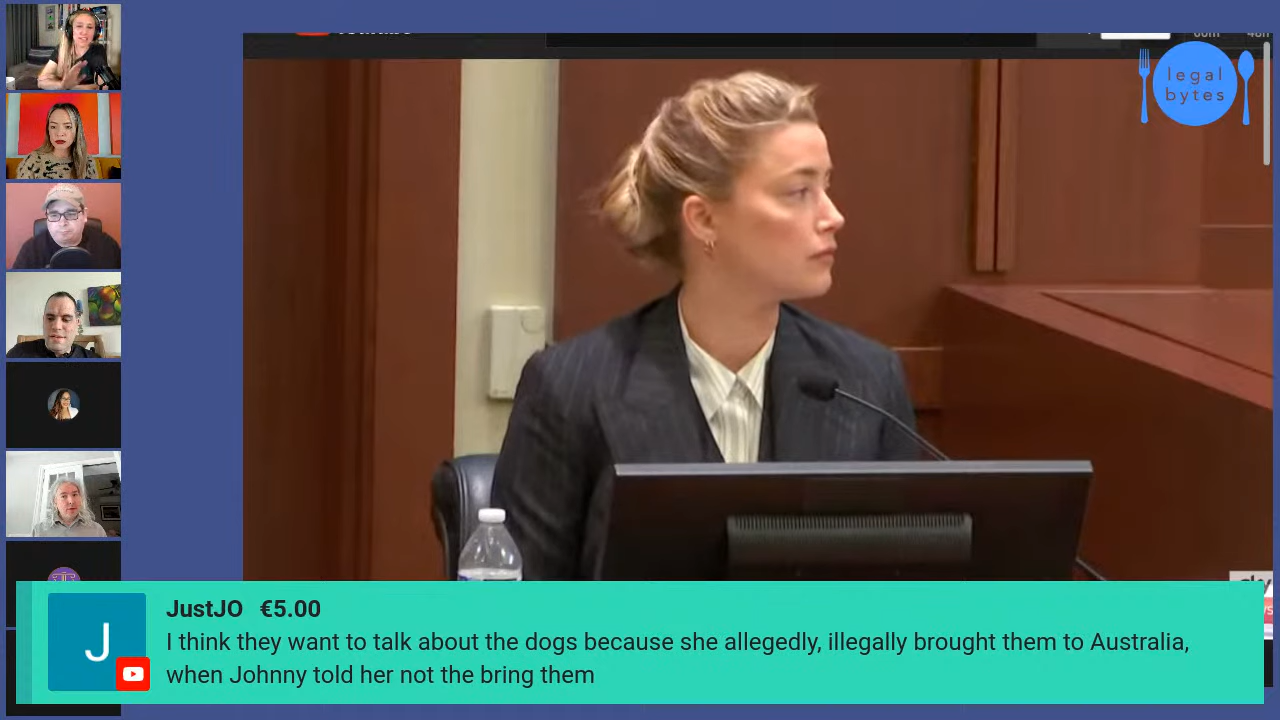 legal
bytes
J
JustJO €5.00
I think they want to talk about the dogs because she allegedly, illegally brought them to Australia,
when Johnny told her not the bring them